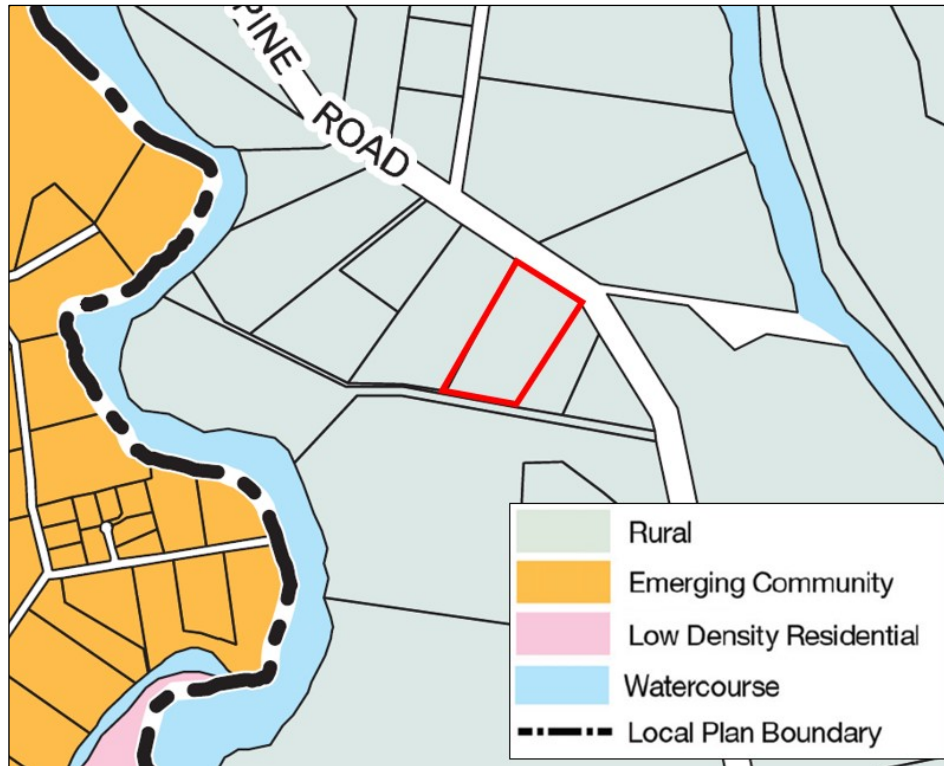 PINE ROAD
Rural
Emerging Community
Low Density Residential
Watercourse
Local Plan Boundary